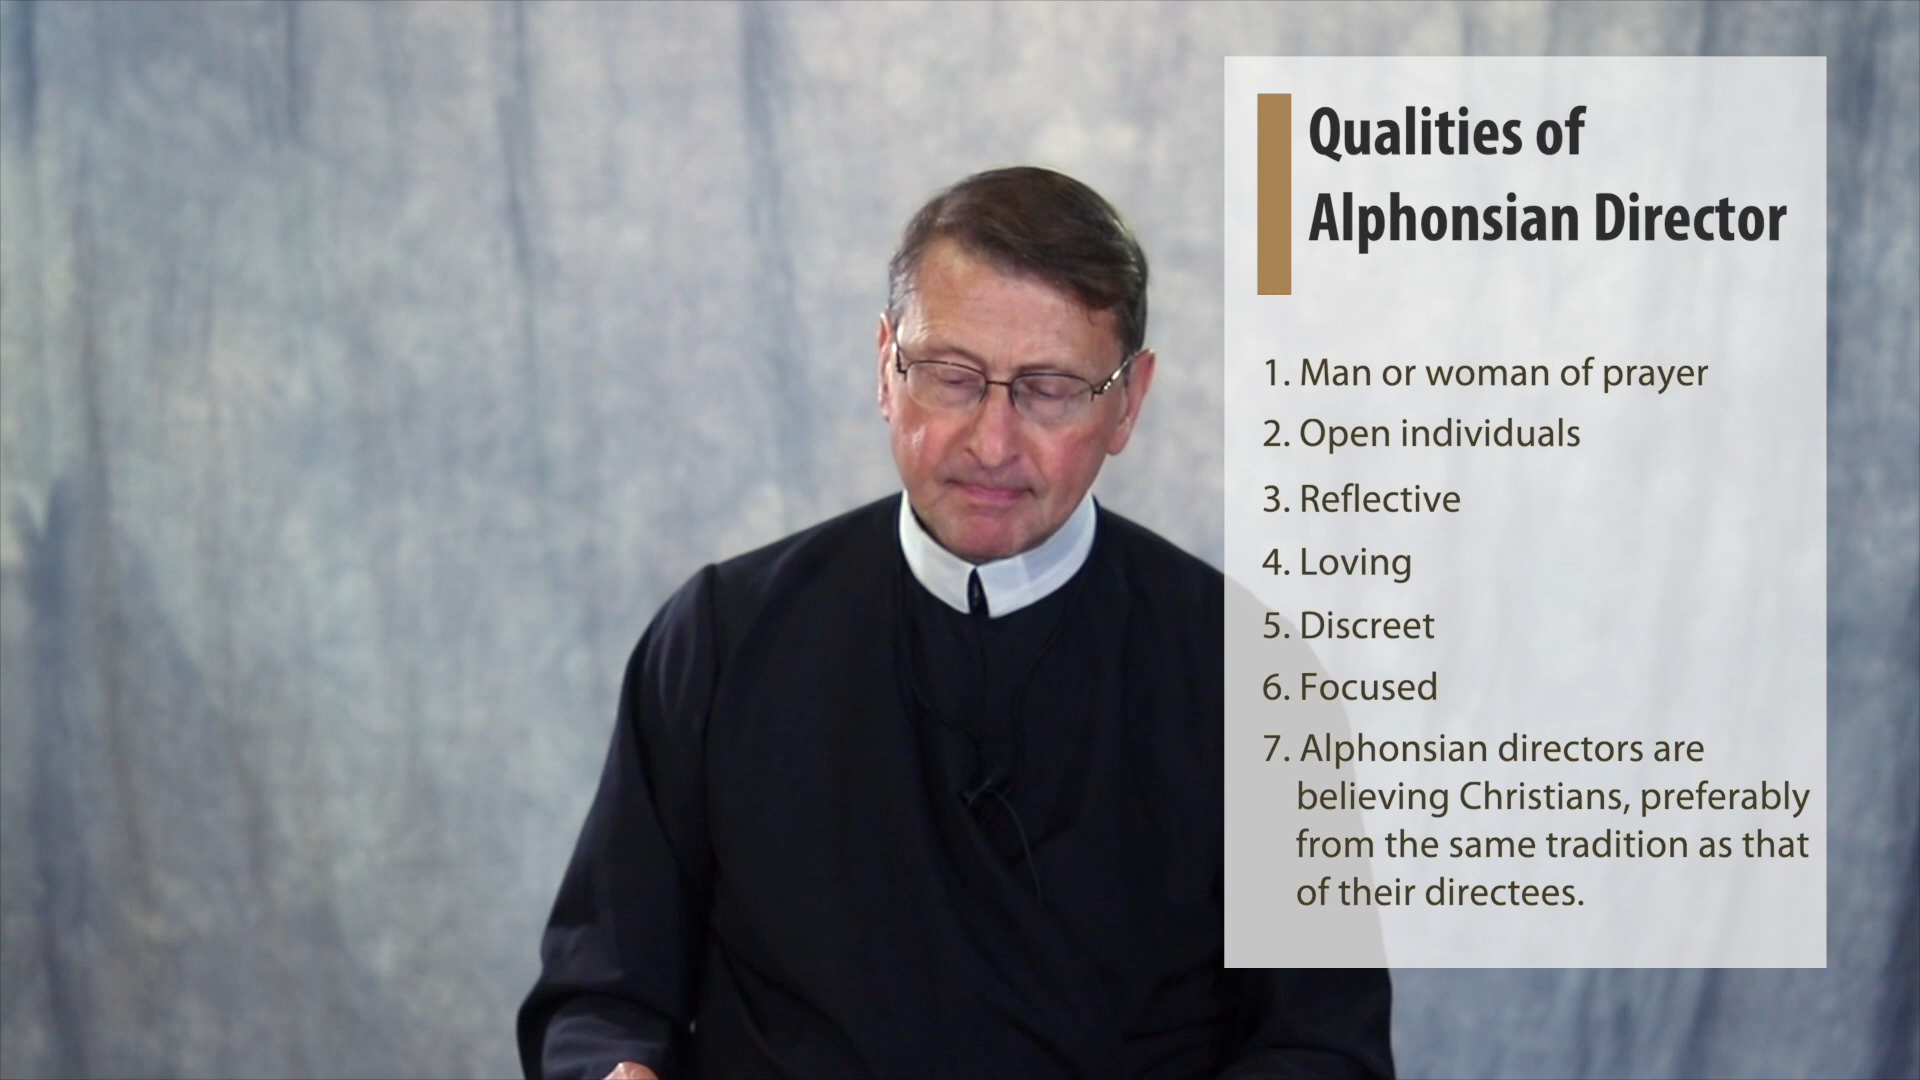 Qualities of
Alphonsian Director
1. Man or woman of prayer
2. Open individuals
3. Reflective
4. Loving
5. Discreet
6. Focused
7. Alphonsian directors are
believing Christians, preferably
from the same tradition as that
of their directees.